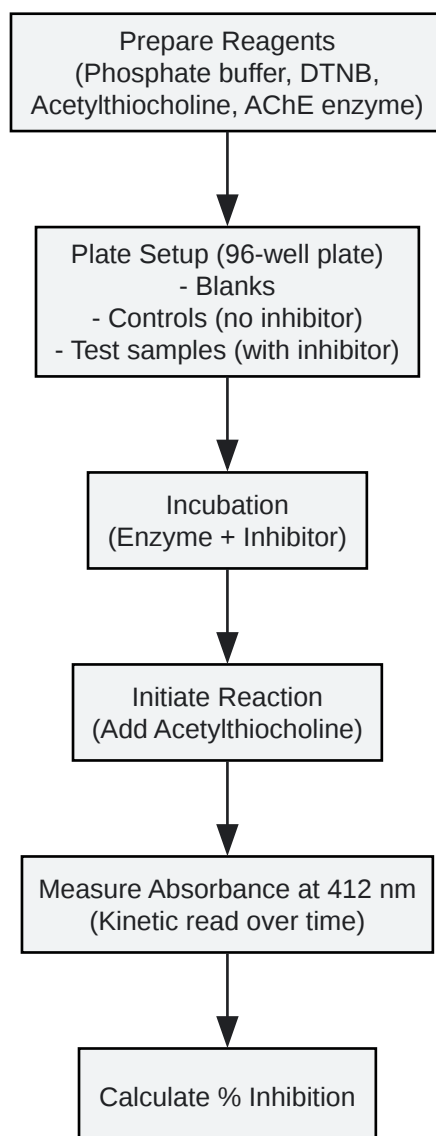 Prepare Reagents
(Phosphate buffer, DTNB,
Acetylthiocholine, AChE enzyme)
Plate Setup (96-well plate)
- Blanks
- Controls (no inhibitor)
- Test samples (with inhibitor)
Incubation
(Enzyme + Inhibitor)
Initiate Reaction
(Add Acetylthiocholine)
Measure Absorbance at 412 nm
(Kinetic read over time)
Calculate % Inhibition